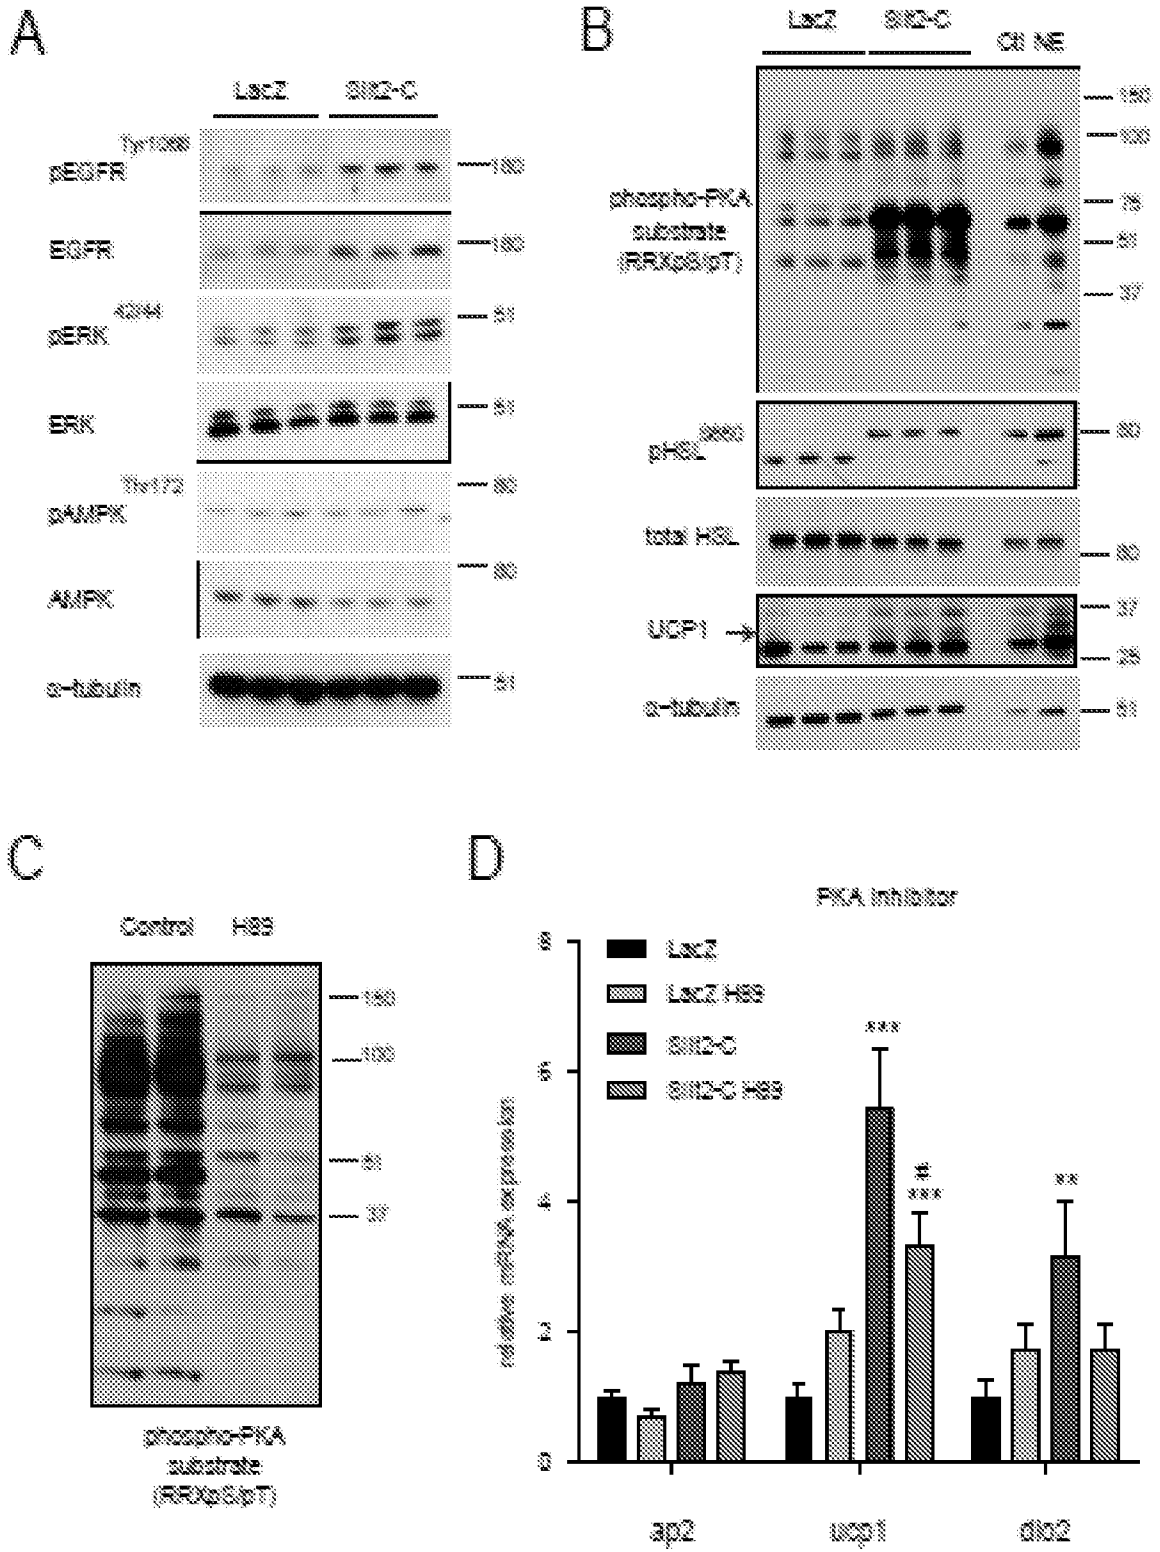 A
LacZ
Slit2-C
pEGFR Tyr1068
180
EGFR
180
pERK 42/44
51
ERK
51
pAMPK Thr172
80
AMPK
80
α-tubulin
51
B
LacZ
Slit2-C
Ctl NE
150
100
75
51
37
phospho-PKA
substrate
(RRXpS/pT)
pHSL S660
80
total HSL
80
UCP1
37
25
α-tubulin
51
C
Control
H89
150
100
51
37
phospho-PKA
substrate
(RRXpS/pT)
D
PKA inhibitor
LacZ
LacZ H89
Slit2-C
Slit2-C H89
relative mRNA expression
8
6
4
2
0
***
#
***
**
ap2
ucp1
dio2